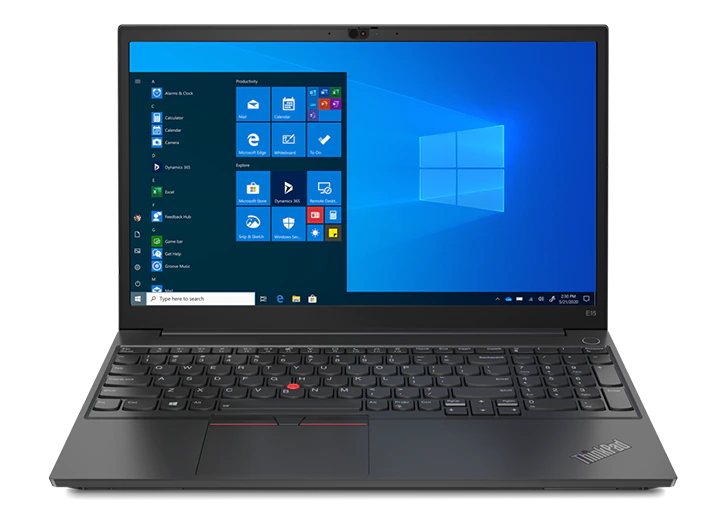 Productivity
A
Alarms & Clock
C
Calculator
Mail
Calendar
Calendar
Camera
Microsoft Edge
Whiteboard
To-Do
D
Explore
Dynamics 365
E
Excel
Microsoft Store
Dynamics 365
Remote Desk...
F
Feedback Hub
G
Game bar
Snip & Sketch
Windows Sec...
Get Help
Groove Music
M
Mail
Type here to search
2:30 PM
5/21/2020
E15
Q W E R T Y U I O P
A S D F G H J K L
Z X C V B N M
ThinkPad